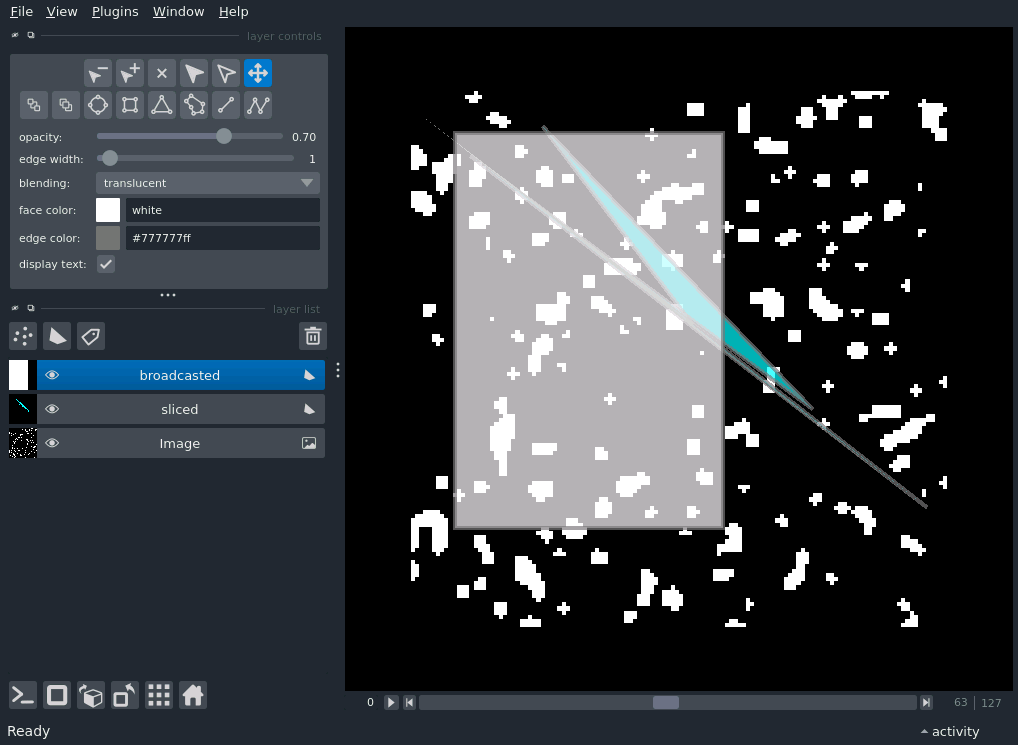 File View Plugins Window Help
layer controls
opacity: 0.70
edge width: 1
blending: translucent
face color: white
edge color: #777777ff
display text:
layer list
broadcasted
sliced
Image
0 63 | 127
Ready activity